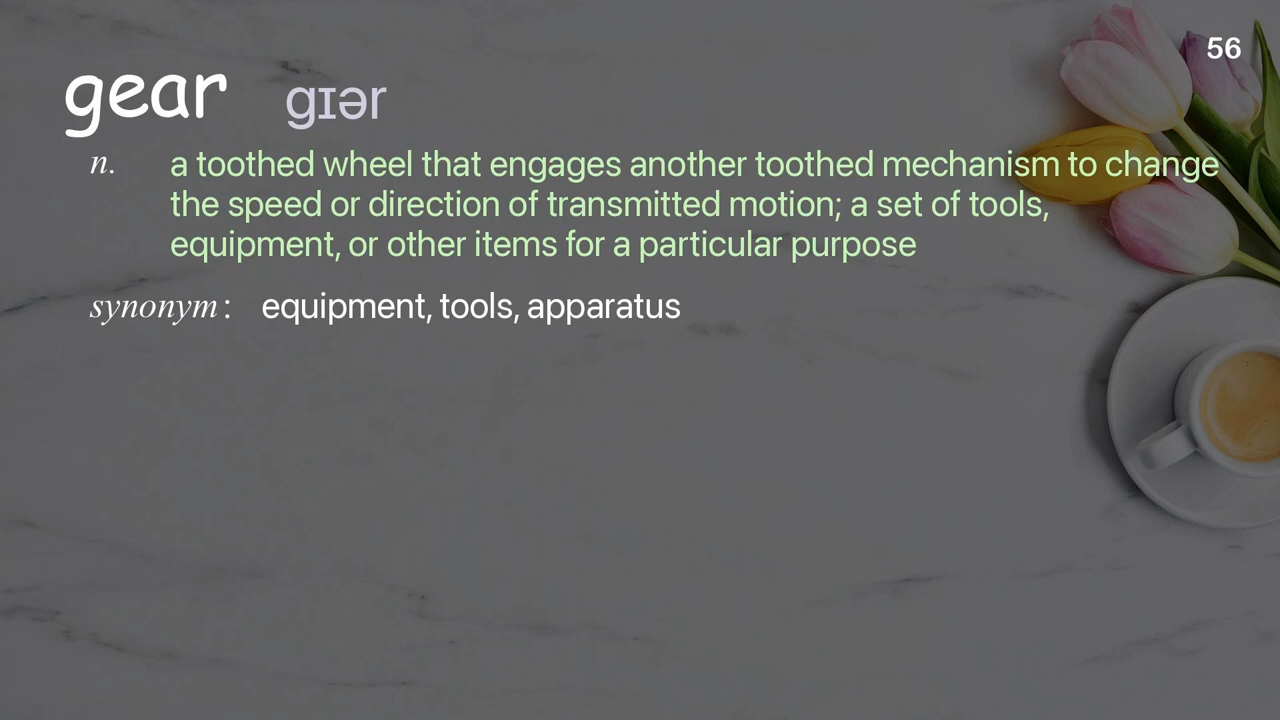 56
gear gɪər
n. a toothed wheel that engages another toothed mechanism to change
the speed or direction of transmitted motion; a set of tools,
equipment, or other items for a particular purpose
synonym: equipment, tools, apparatus